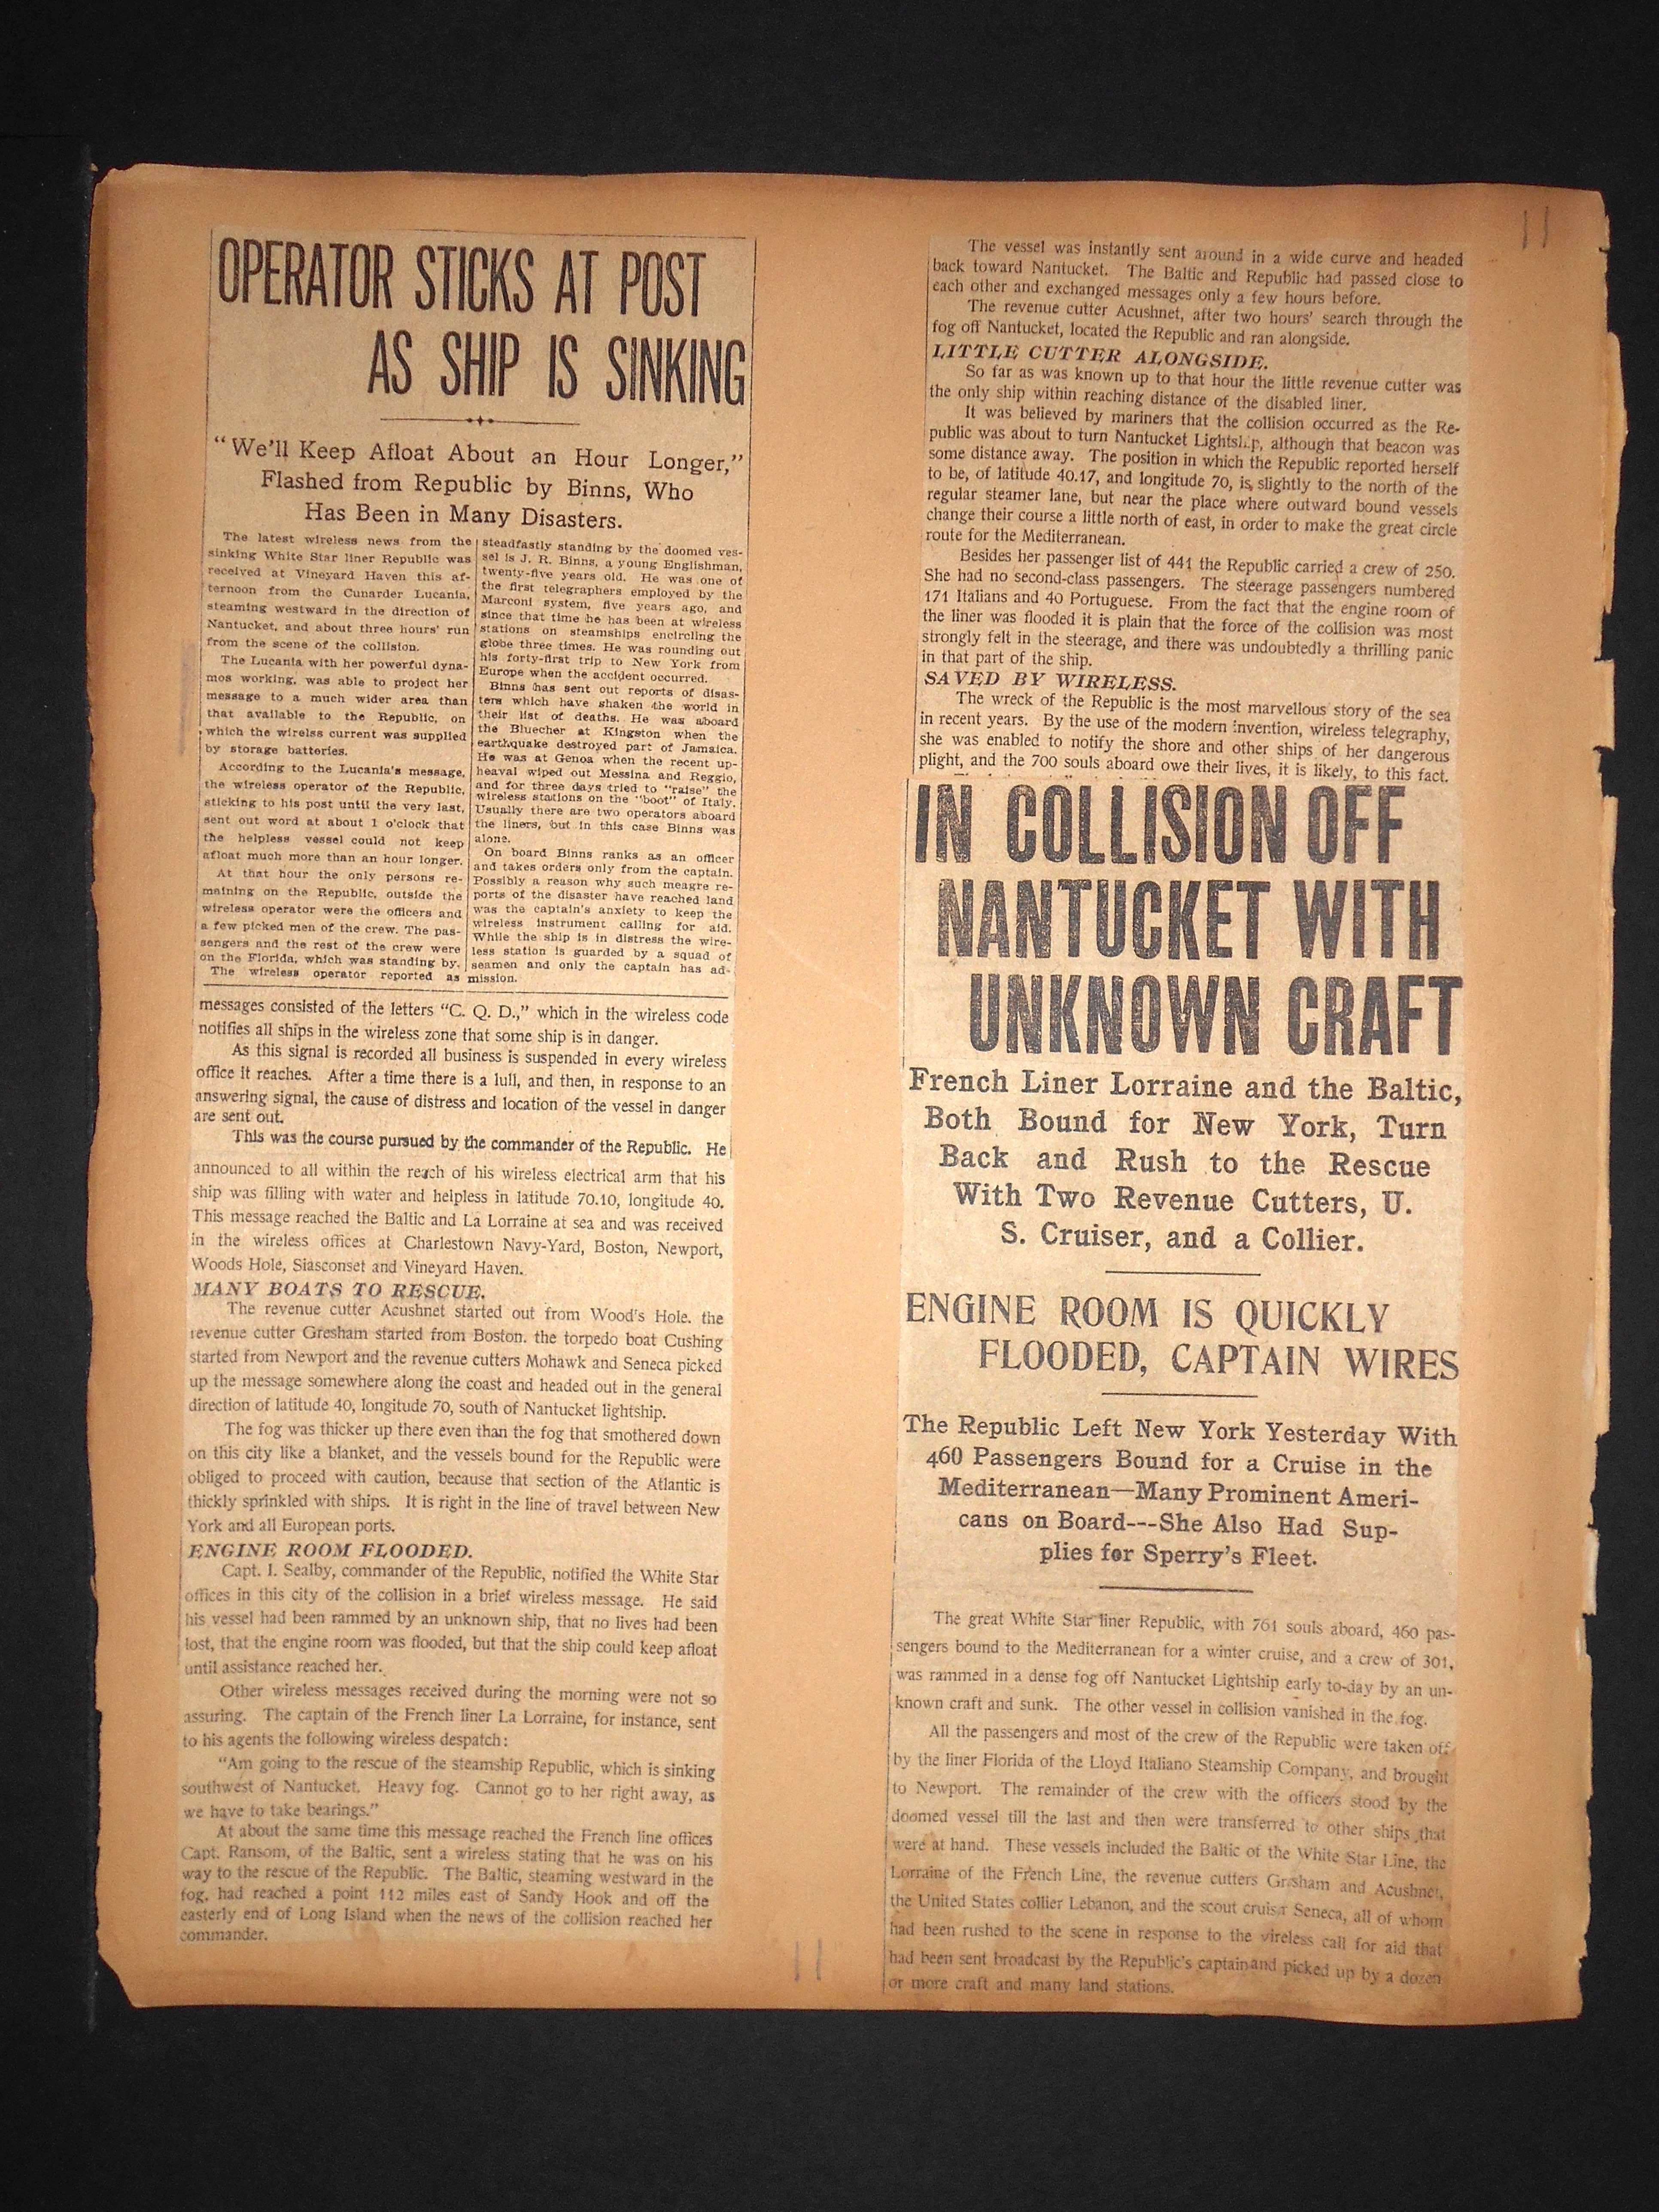 11
OPERATOR STICKS AT POST
AS SHIP IS SINKING
"We'll Keep Afloat About an Hour Longer,"
Flashed from Republic by Binns, Who
Has Been in Many Disasters.
The latest wireless news from the
sinking White Star liner Republic was
received at Vineyard Haven this af-
ternoon from the Cunarder Lucania,
steaming westward in the direction of
Nantucket, and about three hours' run
from the scene of the collision.
The Lucania with her powerful dyna-
mos working, was able to project her
message to a much wider area than
that available to the Republic, on
which the wirelss current was supplied
by storage batteries.
According to the Lucania's message,
the wireless operator of the Republic,
sticking to his post until the very last,
sent out word at about 1 o'clock that
the helpless vessel could not keep
afloat much more than an hour longer.
At that hour the only persons re-
maining on the Republic, outside the
wireless operator were the officers and
a few picked men of the crew. The pas-
sengers and the rest of the crew were
on the Florida, which was standing by.
The wireless operator reported as
steadfastly standing by the doomed ves-
sel is J. R. Binns, a young Englishman,
twenty-five years old. He was one of
the first telegraphers employed by the
Marconi system, five years ago, and
since that time he has been at wireless
stations on steamships encircling the
globe three times. He was rounding out
his forty-first trip to New York from
Europe when the accident occurred.
Binns has sent out reports of disas-
ters which have shaken the world in
their list of deaths. He was aboard
the Bluecher at Kingston when the
earthquake destroyed part of Jamaica.
He was at Genoa when the recent up-
heaval wiped out Messina and Reggio,
and for three days tried to "raise" the
wireless stations on the "boot" of Italy.
Usually there are two operators aboard
the liners, but in this case Binns was
alone.
On board Binns ranks as an officer
and takes orders only from the captain.
Possibly a reason why such meagre re-
ports of the disaster have reached land
was the captain's anxiety to keep the
wireless instrument calling for aid.
While the ship is in distress the wire-
less station is guarded by a squad of
seamen and only the captain has ad-
mission.
messages consisted of the letters "C. Q. D.," which in the wireless code
notifies all ships in the wireless zone that some ship is in danger.
As this signal is recorded all business is suspended in every wireless
office it reaches. After a time there is a lull, and then, in response to an
answering signal, the cause of distress and location of the vessel in danger
are sent out.
This was the course pursued by the commander of the Republic. He
announced to all within the reach of his wireless electrical arm that his
ship was filling with water and helpless in latitude 70.10, longitude 40.
This message reached the Baltic and La Lorraine at sea and was received
in the wireless offices at Charlestown Navy-Yard, Boston, Newport,
Woods Hole, Siasconset and Vineyard Haven.
MANY BOATS TO RESCUE.
The revenue cutter Acushnet started out from Wood's Hole. the
revenue cutter Gresham started from Boston. the torpedo boat Cushing
started from Newport and the revenue cutters Mohawk and Seneca picked
up the message somewhere along the coast and headed out in the general
direction of latitude 40, longitude 70, south of Nantucket lightship.
The fog was thicker up there even than the fog that smothered down
on this city like a blanket, and the vessels bound for the Republic were
obliged to proceed with caution, because that section of the Atlantic is
thickly sprinkled with ships. It is right in the line of travel between New
York and all European ports.
ENGINE ROOM FLOODED.
Capt. I. Sealby, commander of the Republic, notified the White Star
offices in this city of the collision in a brief wireless message. He said
his vessel had been rammed by an unknown ship, that no lives had been
lost, that the engine room was flooded, but that the ship could keep afloat
until assistance reached her.
Other wireless messages received during the morning were not so
assuring. The captain of the French liner La Lorraine, for instance, sent
to his agents the following wireless despatch:
"Am going to the rescue of the steamship Republic, which is sinking
southwest of Nantucket. Heavy fog. Cannot go to her right away, as
we have to take bearings."
At about the same time this message reached the French line offices
Capt. Ransom, of the Baltic, sent a wireless stating that he was on his
way to the rescue of the Republic. The Baltic, steaming westward in the
fog, had reached a point 112 miles east of Sandy Hook and off the
easterly end of Long Island when the news of the collision reached her
commander.
The vessel was instantly sent around in a wide curve and headed
back toward Nantucket. The Baltic and Republic had passed close to
each other and exchanged messages only a few hours before.
The revenue cutter Acushnet, after two hours' search through the
fog off Nantucket, located the Republic and ran alongside.
LITTLE CUTTER ALONGSIDE.
So far as was known up to that hour the little revenue cutter was
the only ship within reaching distance of the disabled liner.
It was believed by mariners that the collision occurred as the Re-
public was about to turn Nantucket Lightship, although that beacon was
some distance away. The position in which the Republic reported herself
to be, of latitude 40.17, and longitude 70, is slightly to the north of the
regular steamer lane, but near the place where outward bound vessels
change their course a little north of east, in order to make the great circle
route for the Mediterranean.
Besides her passenger list of 441 the Republic carried a crew of 250.
She had no second-class passengers. The steerage passengers numbered
171 Italians and 40 Portuguese. From the fact that the engine room of
the liner was flooded it is plain that the force of the collision was most
strongly felt in the steerage, and there was undoubtedly a thrilling panic
in that part of the ship.
SAVED BY WIRELESS.
The wreck of the Republic is the most marvellous story of the sea
in recent years. By the use of the modern invention, wireless telegraphy,
she was enabled to notify the shore and other ships of her dangerous
plight, and the 700 souls aboard owe their lives, it is likely, to this fact.
IN COLLISION OFF
NANTUCKET WITH
UNKNOWN CRAFT
French Liner Lorraine and the Baltic,
Both Bound for New York, Turn
Back and Rush to the Rescue
With Two Revenue Cutters, U.
S. Cruiser, and a Collier.
ENGINE ROOM IS QUICKLY
FLOODED, CAPTAIN WIRES
The Republic Left New York Yesterday With
460 Passengers Bound for a Cruise in the
Mediterranean—Many Prominent Ameri-
cans on Board---She Also Had Sup-
plies for Sperry's Fleet.
The great White Star liner Republic, with 761 souls aboard, 460 pas-
sengers bound to the Mediterranean for a winter cruise, and a crew of 301,
was rammed in a dense fog off Nantucket Lightship early to-day by an un-
known craft and sunk. The other vessel in collision vanished in the fog.
All the passengers and most of the crew of the Republic were taken off
by the liner Florida of the Lloyd Italiano Steamship Company, and brought
to Newport. The remainder of the crew with the officers stood by the
doomed vessel till the last and then were transferred to other ships that
were at hand. These vessels included the Baltic of the White Star Line, the
Lorraine of the French Line, the revenue cutters Gresham and Acushnet,
the United States collier Lebanon, and the scout cruiser Seneca, all of whom
had been rushed to the scene in response to the wireless call for aid that
had been sent broadcast by the Republic's captain and picked up by a dozen
or more craft and many land stations.
11